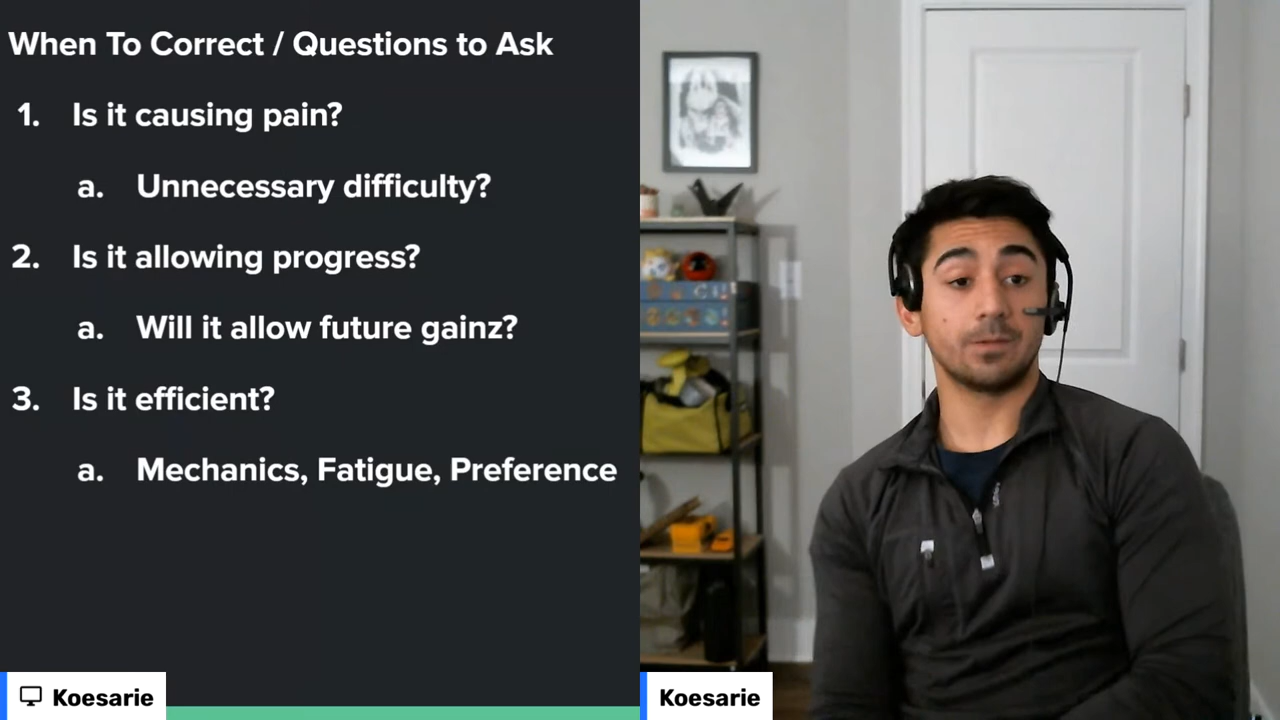 When To Correct / Questions to Ask
1. Is it causing pain?
a. Unnecessary difficulty?
2. Is it allowing progress?
a. Will it allow future gainz?
3. Is it efficient?
a. Mechanics, Fatigue, Preference
Koesarie
Koesarie